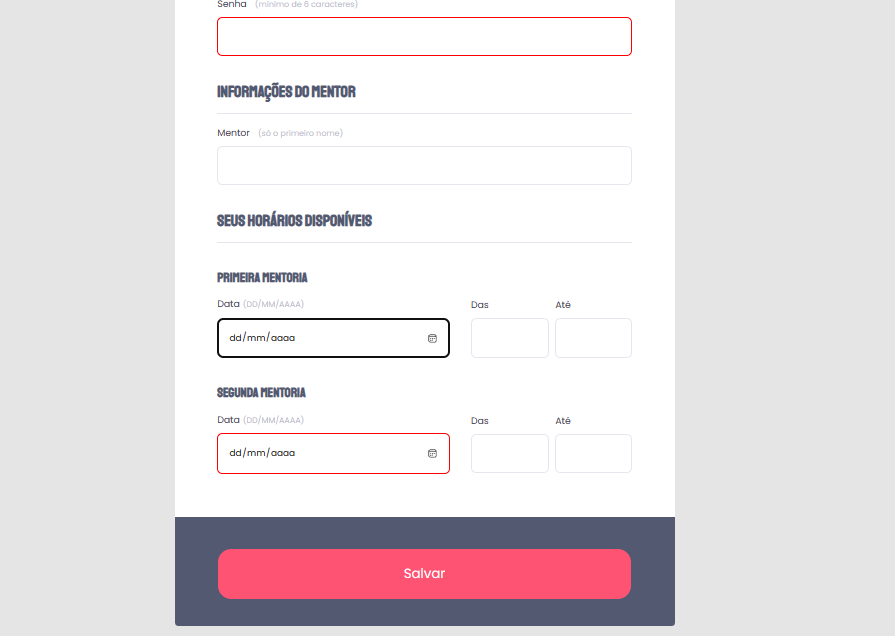 Senha (mínimo de 6 caracteres)
INFORMAÇÕES DO MENTOR
Mentor (só o primeiro nome)
SEUS HORÁRIOS DISPONÍVEIS
PRIMEIRA MENTORIA
Data (DD/MM/AAAA) Das Até
dd/mm/aaaa
SEGUNDA MENTORIA
Data (DD/MM/AAAA) Das Até
dd/mm/aaaa
Salvar